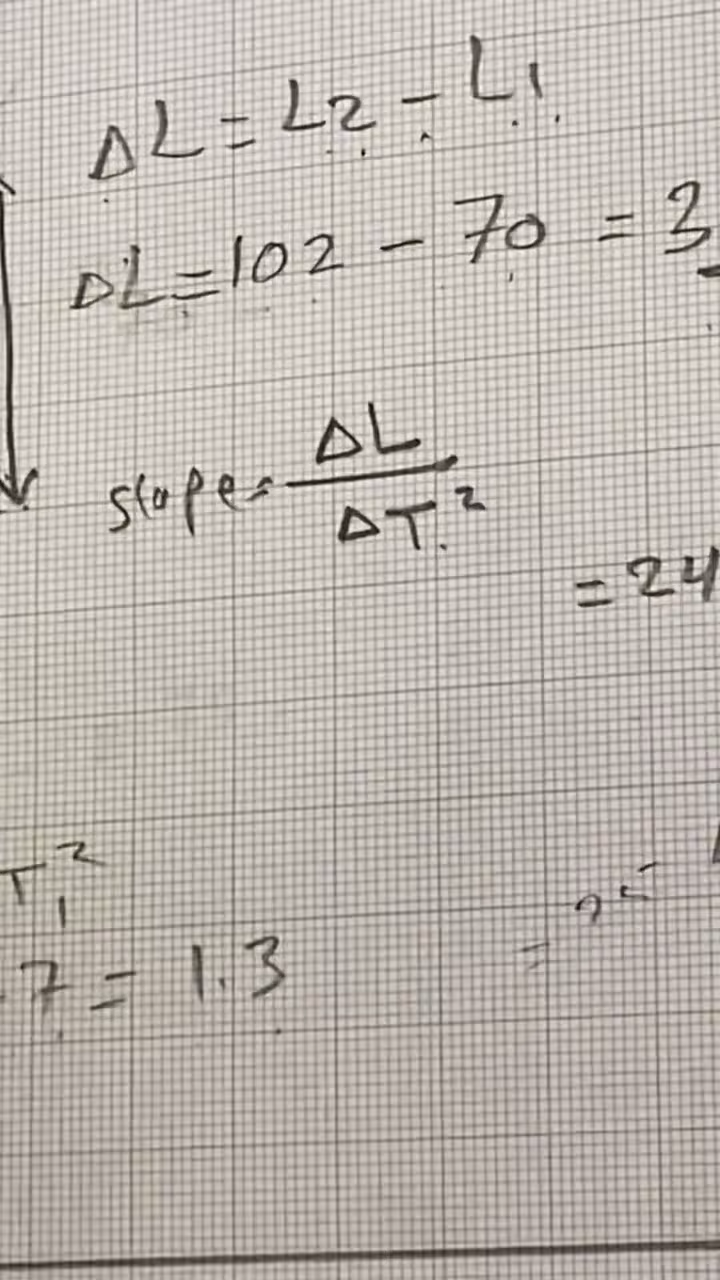 ΔL = L2 - L1
ΔL = 102 - 70 = 3
slope = ΔL / ΔT²
= 24
T₁²
.7 = 1.3
=